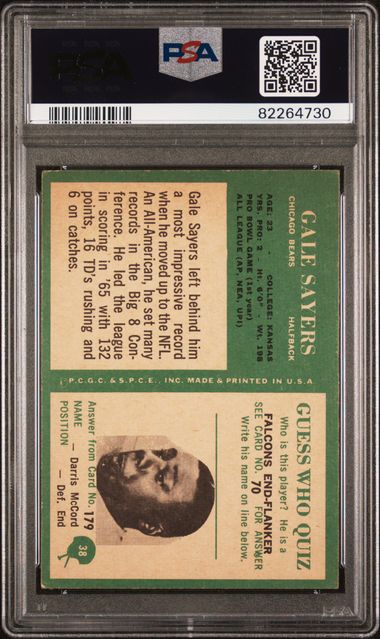 PSA
PSA
82264730
GALE SAYERS
CHICAGO BEARS HALFBACK
AGE: 23 - COLLEGE: KANSAS
YRS. PRO: 2 - Ht. 6'0" - Wt. 198
PRO BOWL GAME (1st year)
ALL LEAGUE (AP, NEA, UPI)
Gale Sayers left behind him
a most impressive record
when he moved up to the NFL.
An All-American, he set many
records in the Big 8 Con-
ference. He led the league
in scoring in '65 with 132
points, 16 TD's rushing and
6 on catches.
P.C.G.C. & S.P.C.E., INC. MADE & PRINTED IN U.S.A
GUESS WHO QUIZ
Who is this player? He is a
FALCONS END-FLANKER
SEE CARD NO. 70 FOR ANSWER
Write his name on line below.
Answer from Card No. 179
NAME — Darris McCord
POSITION — Def. End
38